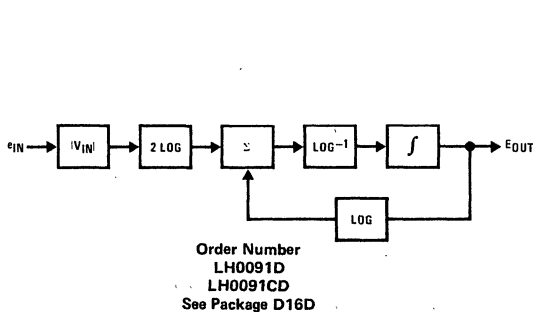 eIN |VIN| 2 LOG Σ LOG−1 ∫ EOUT
LOG
Order Number
LH0091D
LH0091CD
See Package D16D